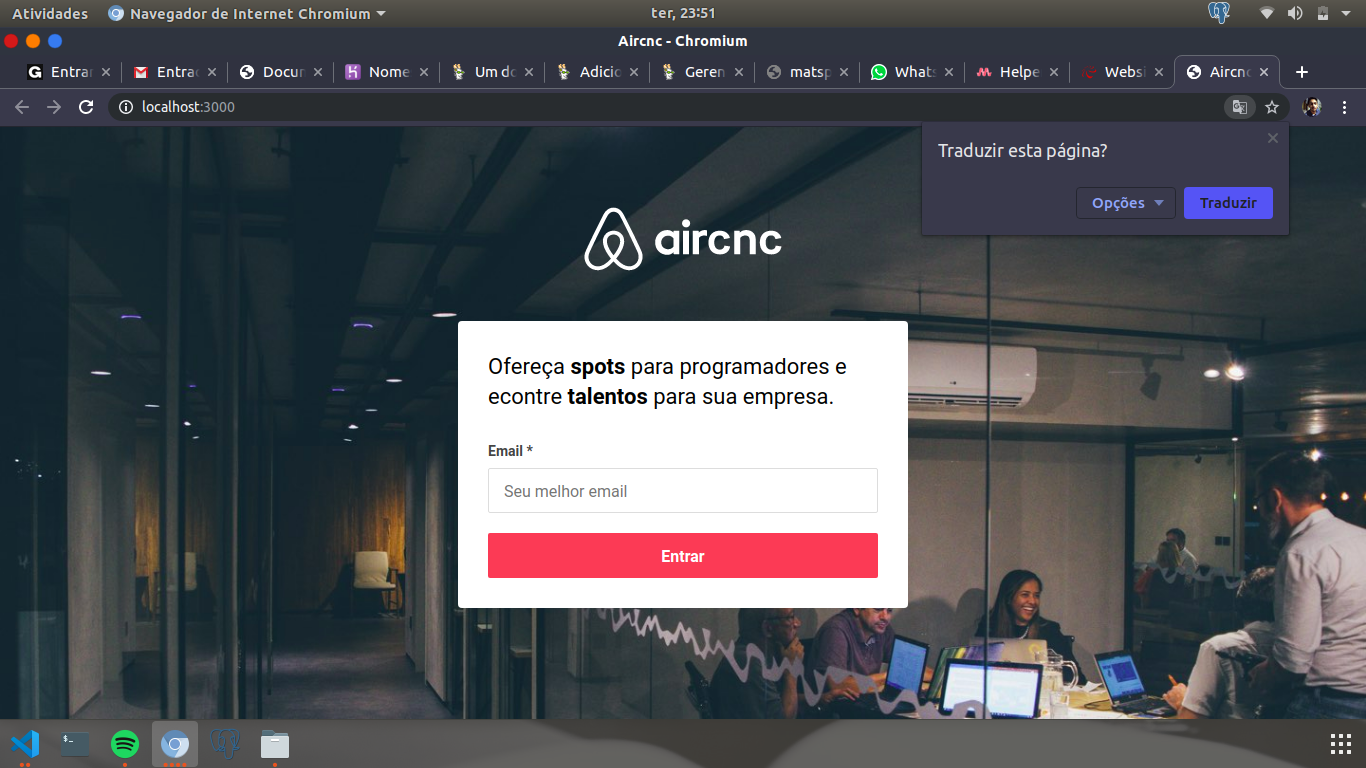 Atividades
Navegador de Internet Chromium
ter, 23:51
Aircnc - Chromium
Entrar
Entrac
Docun
Nome
Um do
Adicio
Geren
matsp
Whats
Helpe
Websi
Aircnc
localhost:3000
Traduzir esta página?
Opções
Traduzir
aircnc
Ofereça spots para programadores e
econtre talentos para sua empresa.
Email *
Seu melhor email
Entrar